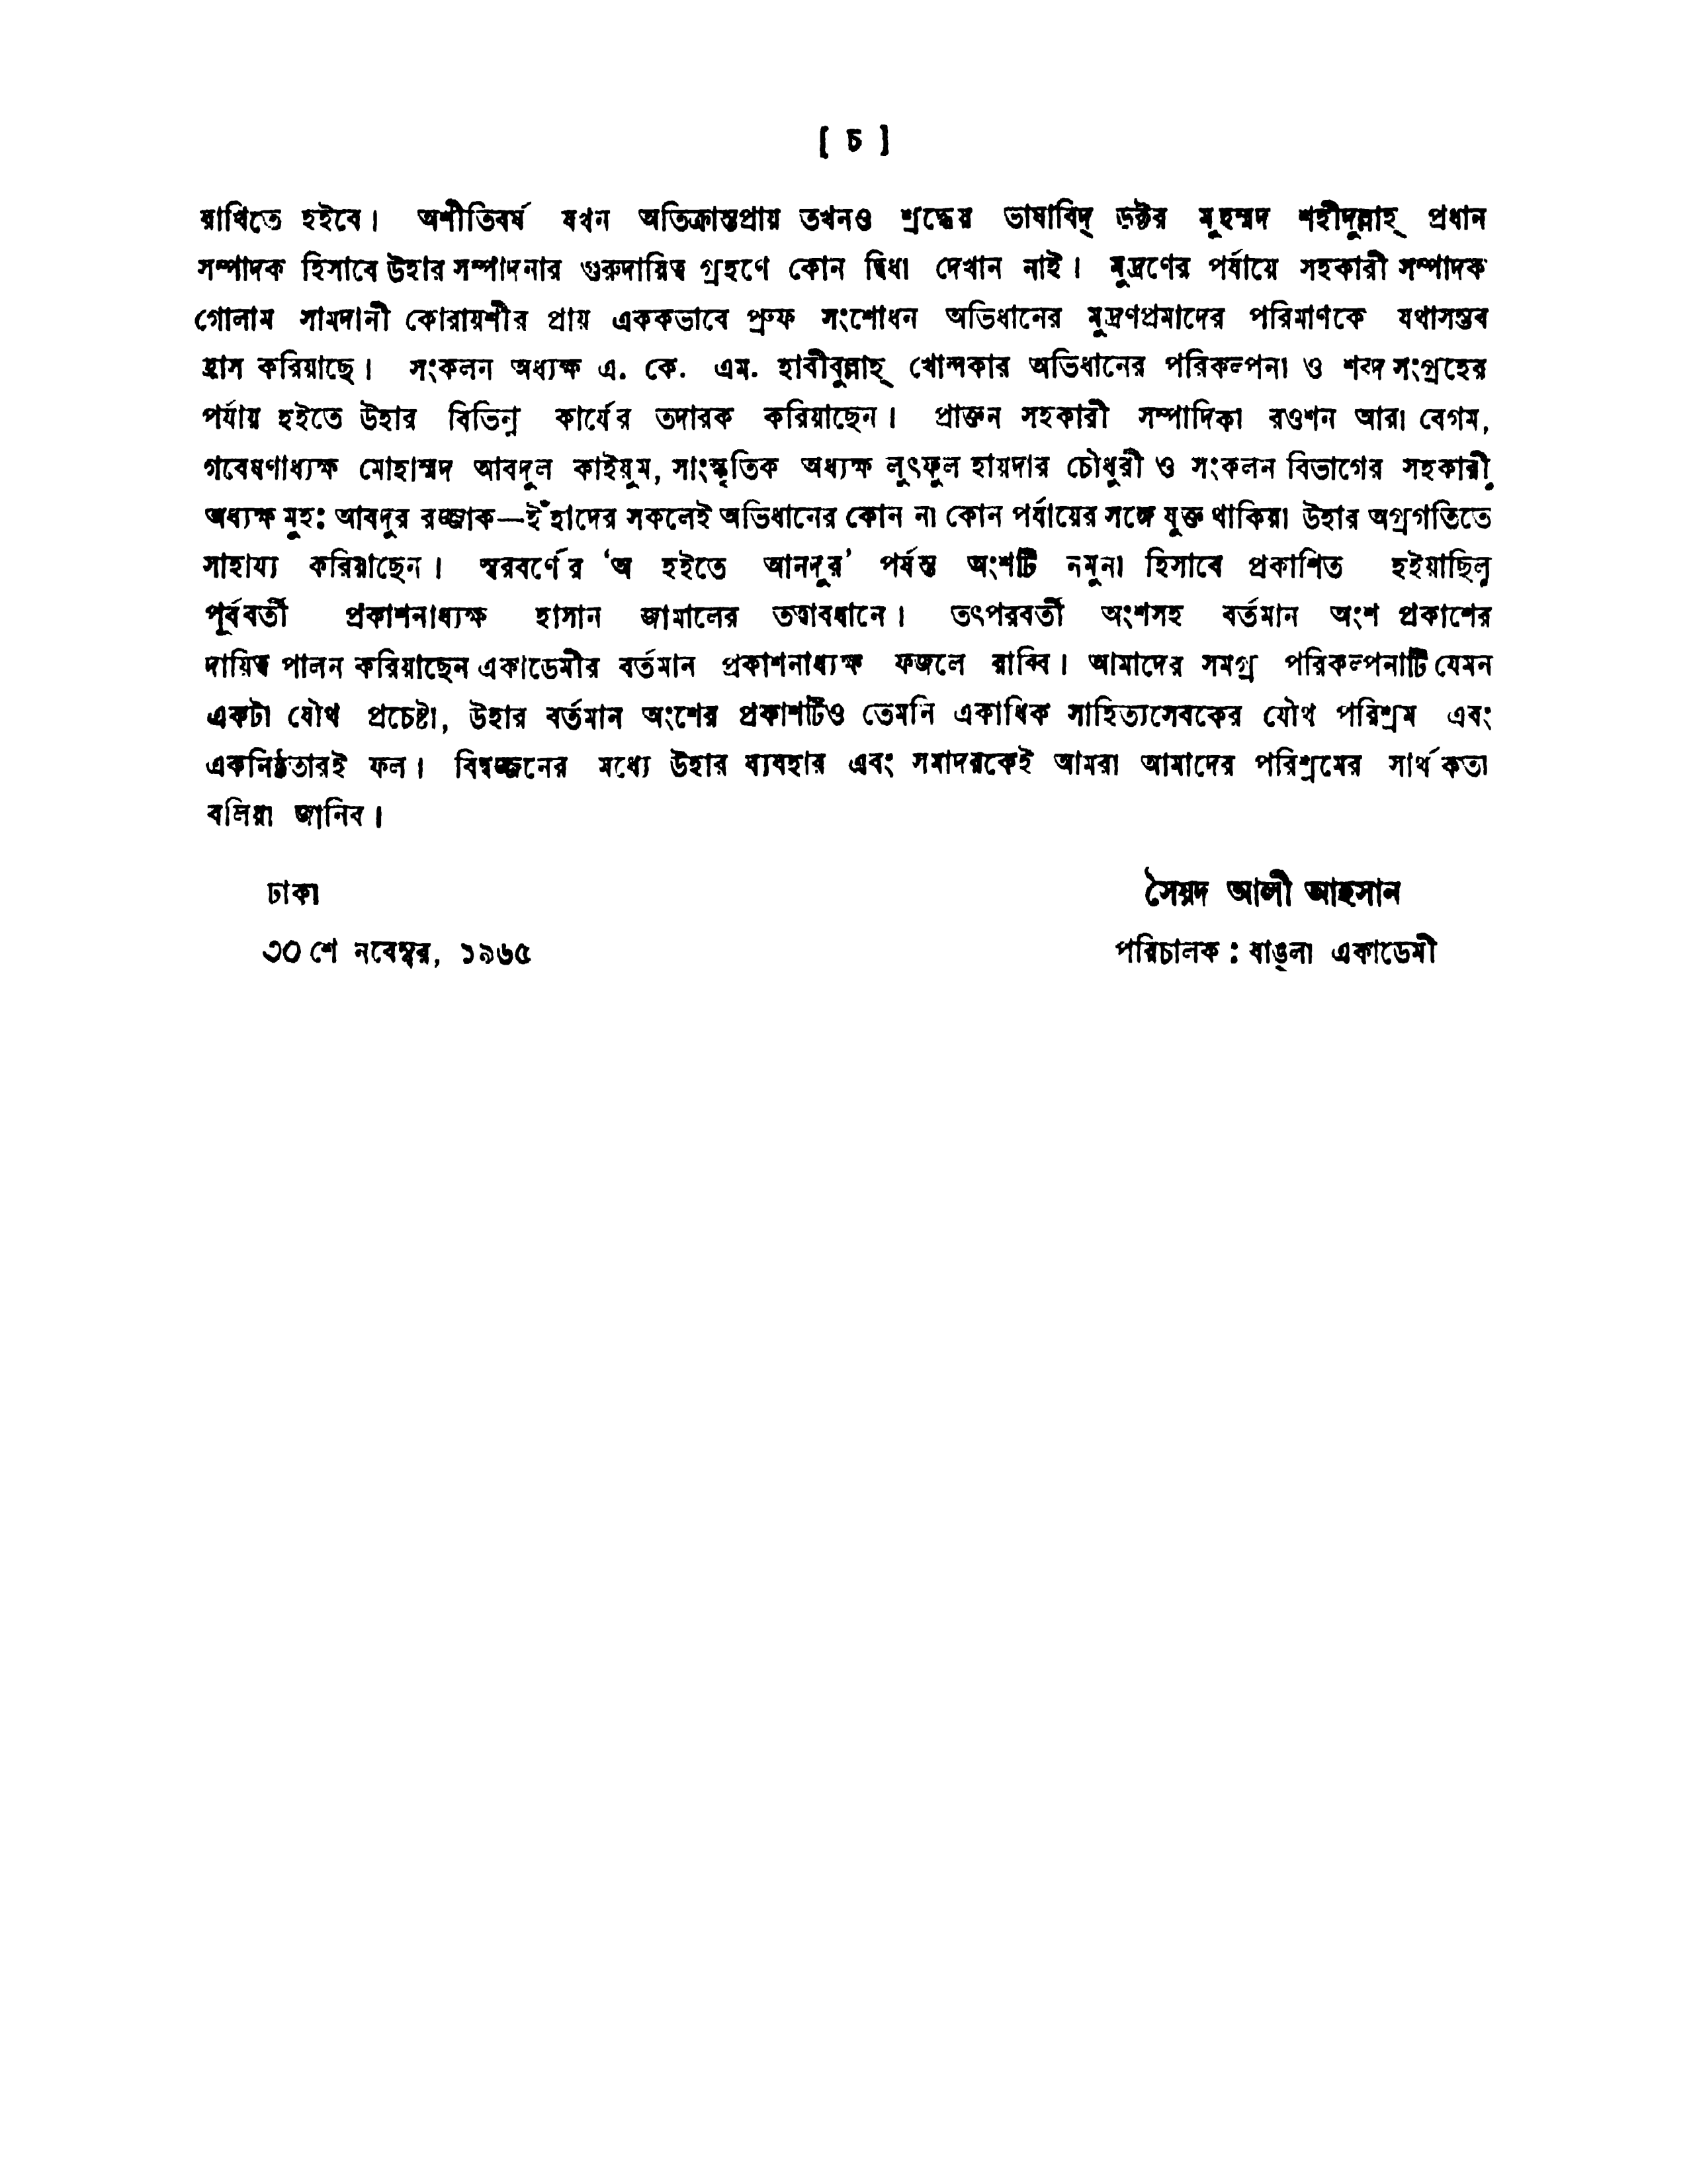 [ চ ]
রাখিতে হইবে। অশীতিবর্ষ যখন অতিক্রান্তপ্রায় তখনও শ্রদ্ধেয় ভাষাবিদ্ ডক্টর মুহম্মদ শহীদুল্লাহ্ প্রধান
সম্পাদক হিসাবে উহার সম্পাদনার গুরুদায়িত্ব গ্রহণে কোন দ্বিধা দেখান নাই। মুদ্রণের পর্যায়ে সহকারী সম্পাদক
গোলাম সামদানী কোরায়শীর প্রায় এককভাবে প্রুফ সংশোধন অভিধানের মুদ্রণপ্রমাদের পরিমাণকে যথাসম্ভব
হ্রাস করিয়াছে। সংকলন অধ্যক্ষ এ. কে. এম. হাবীবুল্লাহ্ খোন্দকার অভিধানের পরিকল্পনা ও শব্দ সংগ্রহের
পর্যায় হইতে উহার বিভিন্ন কার্যের তদারক করিয়াছেন। প্রাক্তন সহকারী সম্পাদিকা রওশন আরা বেগম,
গবেষণাধ্যক্ষ মোহাম্মদ আবদুল কাইয়ুম, সাংস্কৃতিক অধ্যক্ষ লুৎফুল হায়দার চৌধুরী ও সংকলন বিভাগের সহকারী
অধ্যক্ষ মুহঃ আবদুর রজ্জাক—ইঁহাদের সকলেই অভিধানের কোন না কোন পর্যায়ের সঙ্গে যুক্ত থাকিয়া উহার অগ্রগতিতে
সাহায্য করিয়াছেন। স্বরবর্ণের ‘অ হইতে আনদুর’ পর্যন্ত অংশটি নমুনা হিসাবে প্রকাশিত হইয়াছিল
পূর্ববর্তী প্রকাশনাধ্যক্ষ হাসান জামালের তত্বাবধানে। তৎপরবর্তী অংশসহ বর্তমান অংশ প্রকাশের
দায়িত্ব পালন করিয়াছেন একাডেমীর বর্তমান প্রকাশনাধ্যক্ষ ফজলে রাব্বি। আমাদের সমগ্র পরিকল্পনাটি যেমন
একটা যৌথ প্রচেষ্টা, উহার বর্তমান অংশের প্রকাশটিও তেমনি একাধিক সাহিত্যসেবকের যৌথ পরিশ্রম এবং
একনিষ্ঠতারই ফল। বিদ্বজ্জনের মধ্যে উহার ব্যবহার এবং সমাদরকেই আমরা আমাদের পরিশ্রমের সার্থকতা
বলিয়া জানিব।
ঢাকা
৩০ শে নবেম্বর, ১৯৬৫
সৈয়দ আলী আহসান
পরিচালক : বাঙ্‌লা একাডেমী